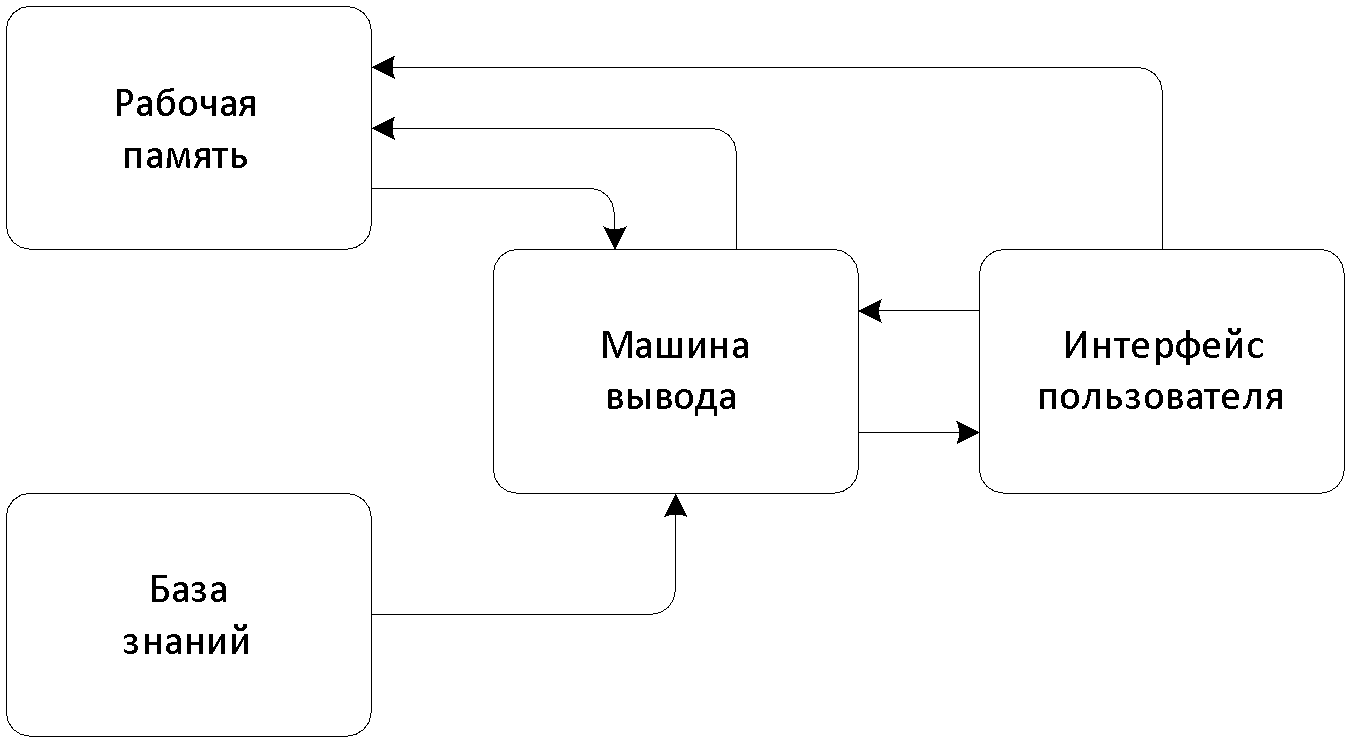 Рабочая
память
Машина
вывода
Интерфейс
пользователя
База
знаний